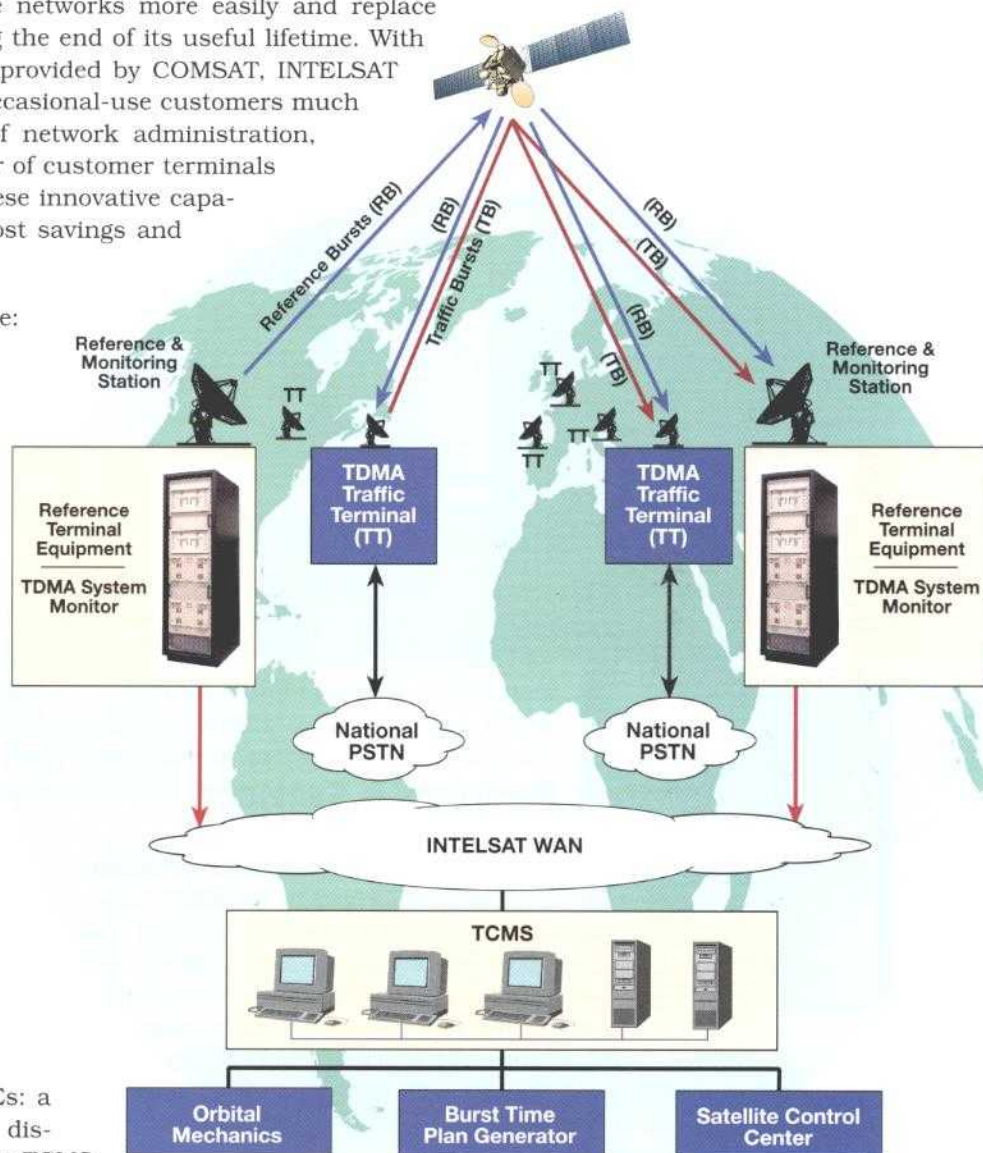 networks more easily and replace
the end of its useful lifetime. With
provided by COMSAT, INTELSAT
ccasional-use customers much
network administration,
of customer terminals
ese innovative capa-
ost savings and
e:
Reference Bursts (RB)
(RB)
Traffic Bursts (TB)
(TB)
(RB)
(TB)
(RB)
Reference &
Monitoring
Station
TT
TT
TT
TT
Reference &
Monitoring
Station
Reference
Terminal
Equipment
TDMA System
Monitor
TDMA
Traffic
Terminal
(TT)
TDMA
Traffic
Terminal
(TT)
Reference
Terminal
Equipment
TDMA System
Monitor
National
PSTN
National
PSTN
INTELSAT WAN
TCMS
Es: a
dis-
Orbital
Mechanics
Burst Time
Plan Generator
Satellite Control
Center